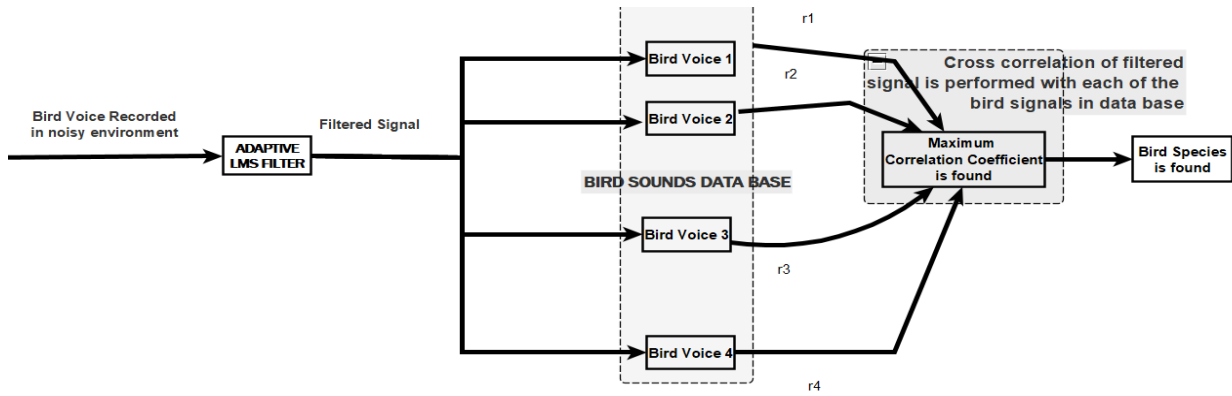 Bird Voice Recorded
in noisy environment
ADAPTIVE
LMS FILTER
Filtered Signal
BIRD SOUNDS DATA BASE
Bird Voice 1
Bird Voice 2
Bird Voice 3
Bird Voice 4
r1
r2
r3
r4
Cross correlation of filtered
signal is performed with each of the
bird signals in data base
Maximum
Correlation Coefficient
is found
Bird Species
is found